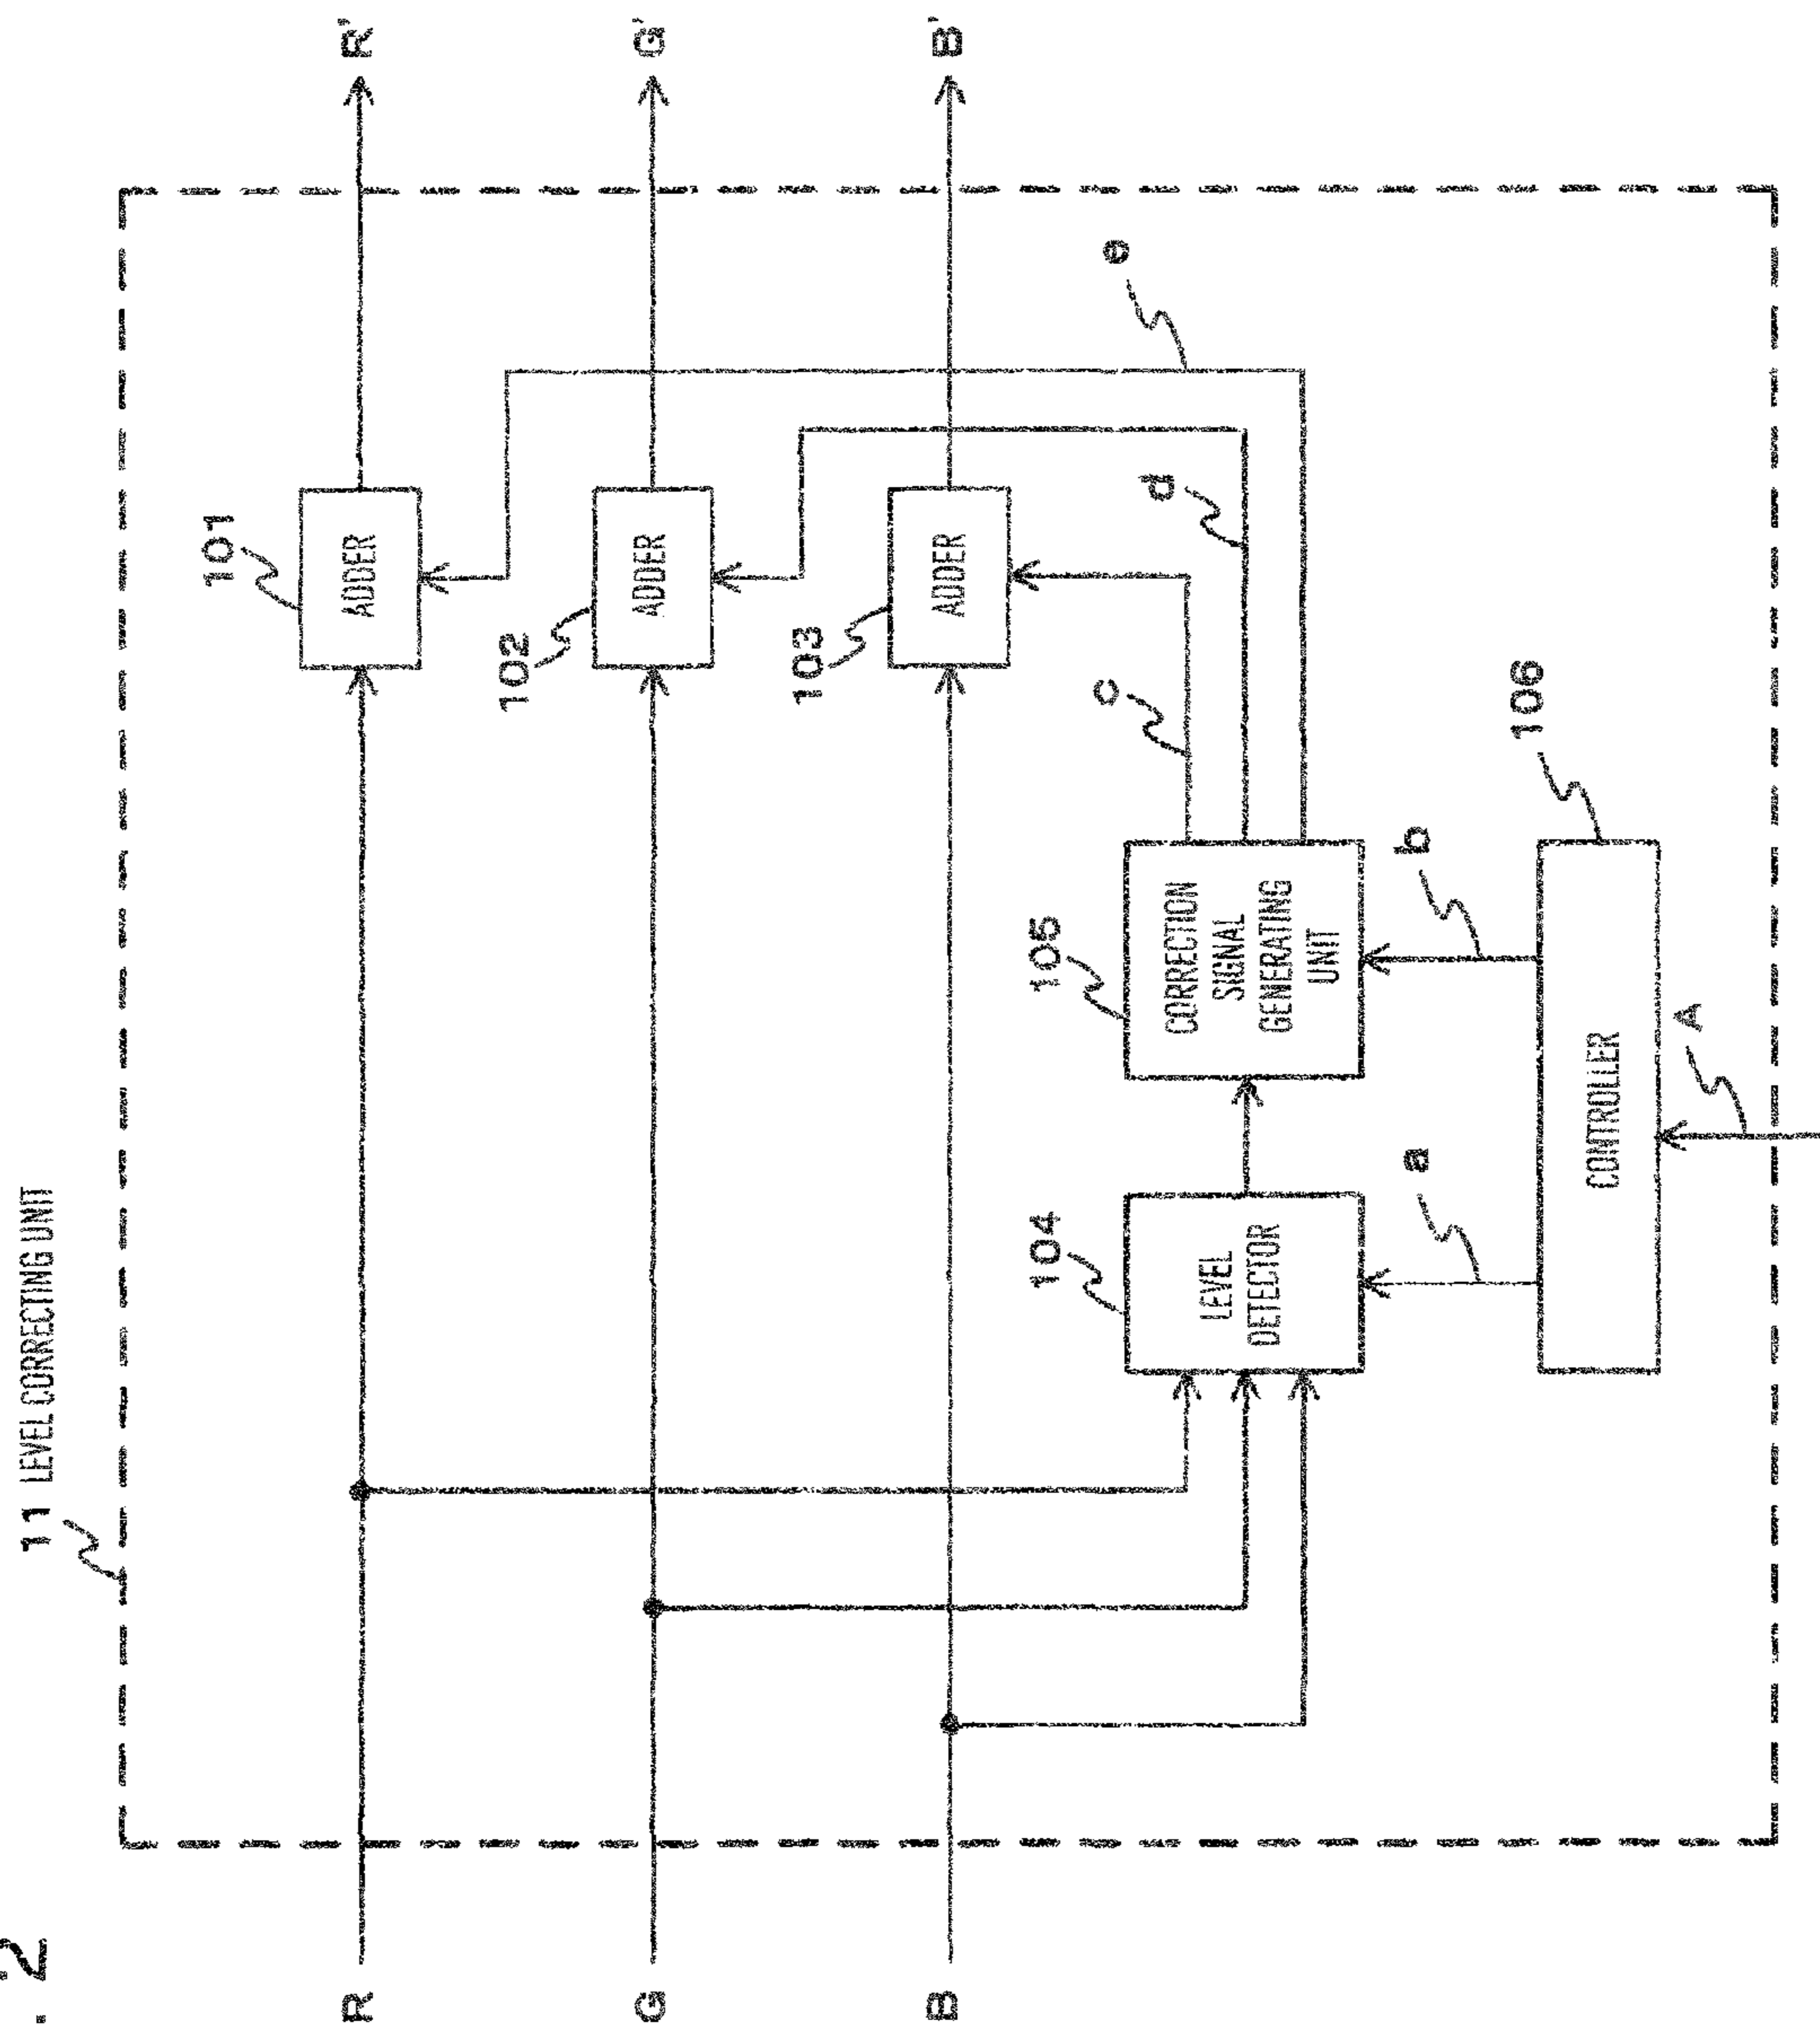 . 2
11 LEVEL CORRECTING UNIT
R
G
B
101
ADDER
102
ADDER
103
ADDER
R'
G'
B'
104
LEVEL
DETECTOR
105
CORRECTION
SIGNAL
GENERATING
UNIT
c
d
e
a
b
CONTROLLER
106
A